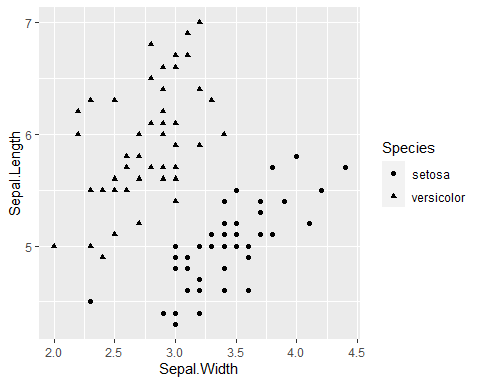 7
6
5
Sepal.Length
2.0 2.5 3.0 3.5 4.0 4.5
Sepal.Width
Species
setosa
versicolor